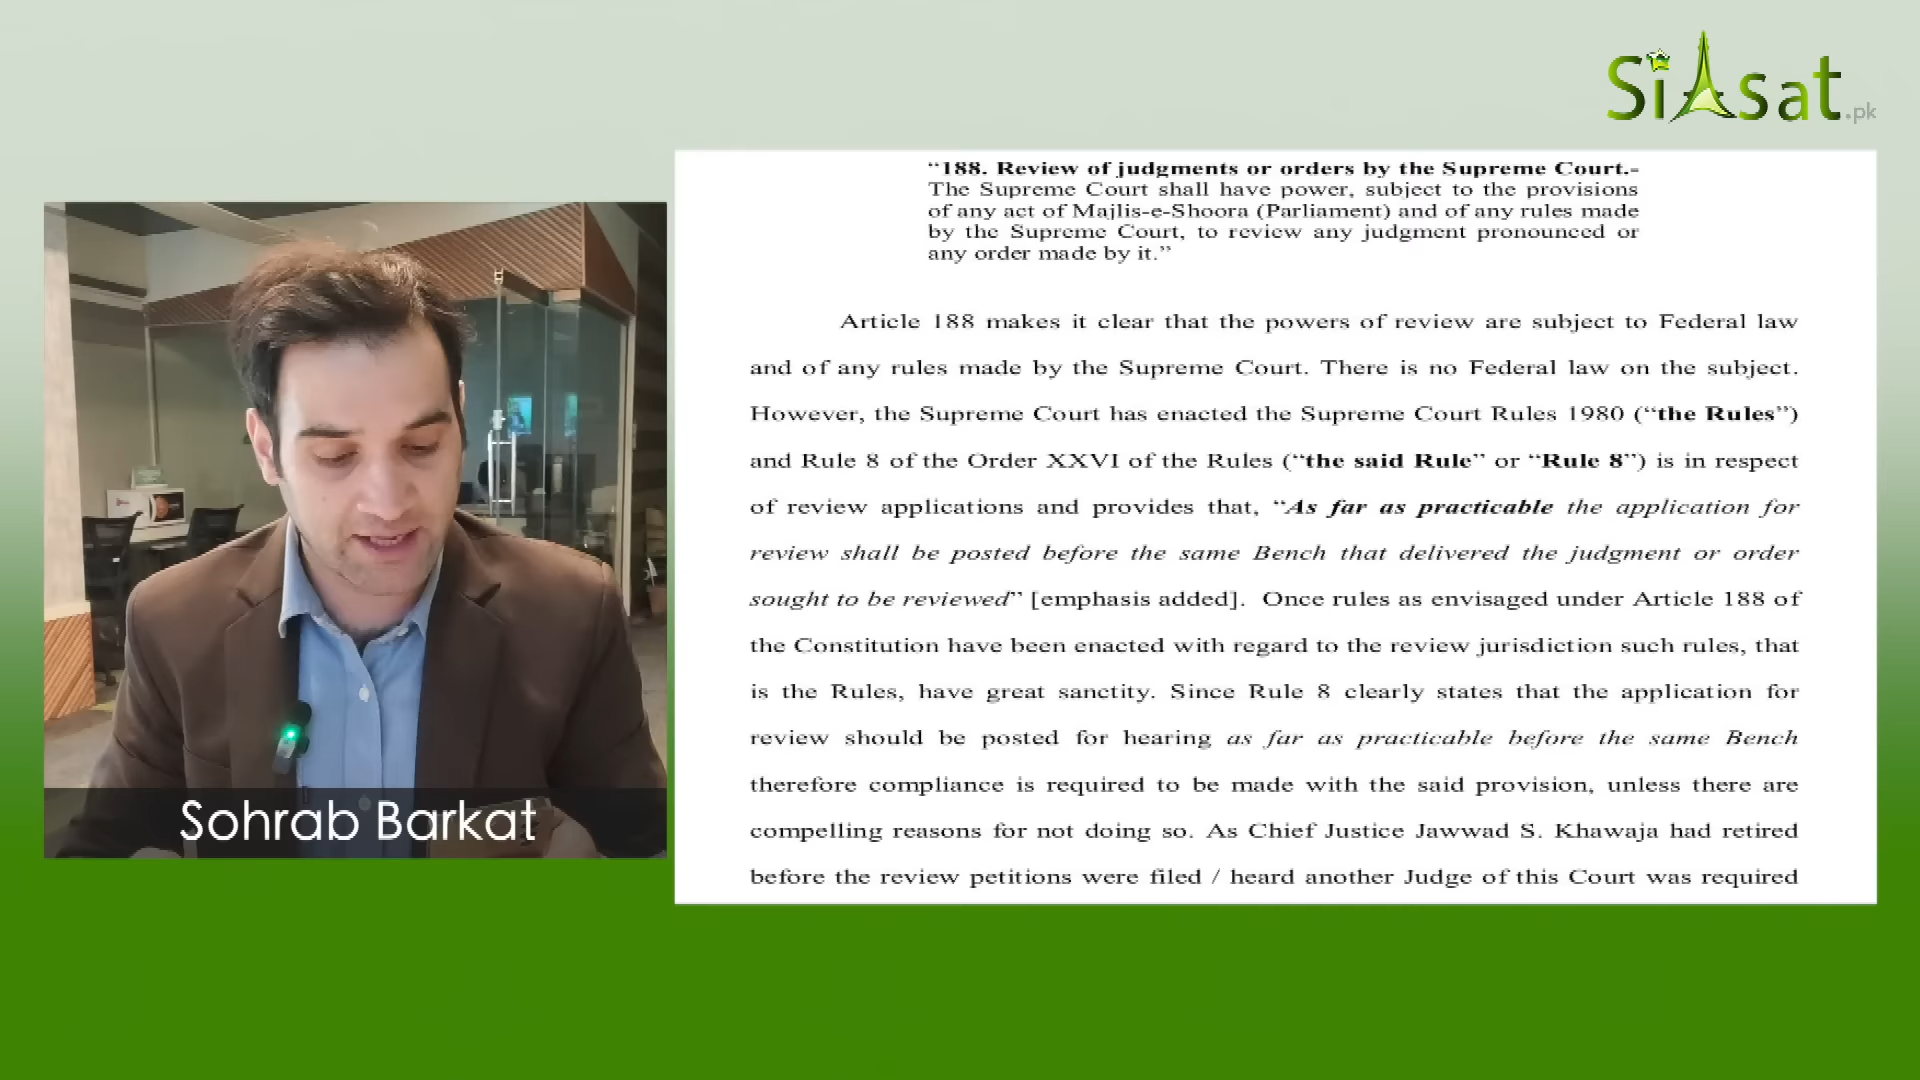 SiAsat.pk
“188. Review of judgments or orders by the Supreme Court.-
The Supreme Court shall have power, subject to the provisions
of any act of Majlis-e-Shoora (Parliament) and of any rules made
by the Supreme Court, to review any judgment pronounced or
any order made by it.”
Article 188 makes it clear that the powers of review are subject to Federal law
and of any rules made by the Supreme Court. There is no Federal law on the subject.
However, the Supreme Court has enacted the Supreme Court Rules 1980 (“the Rules”)
and Rule 8 of the Order XXVI of the Rules (“the said Rule” or “Rule 8”) is in respect
of review applications and provides that, “As far as practicable the application for
review shall be posted before the same Bench that delivered the judgment or order
sought to be reviewed” [emphasis added]. Once rules as envisaged under Article 188 of
the Constitution have been enacted with regard to the review jurisdiction such rules, that
is the Rules, have great sanctity. Since Rule 8 clearly states that the application for
review should be posted for hearing as far as practicable before the same Bench
therefore compliance is required to be made with the said provision, unless there are
compelling reasons for not doing so. As Chief Justice Jawwad S. Khawaja had retired
before the review petitions were filed / heard another Judge of this Court was required
Sohrab Barkat